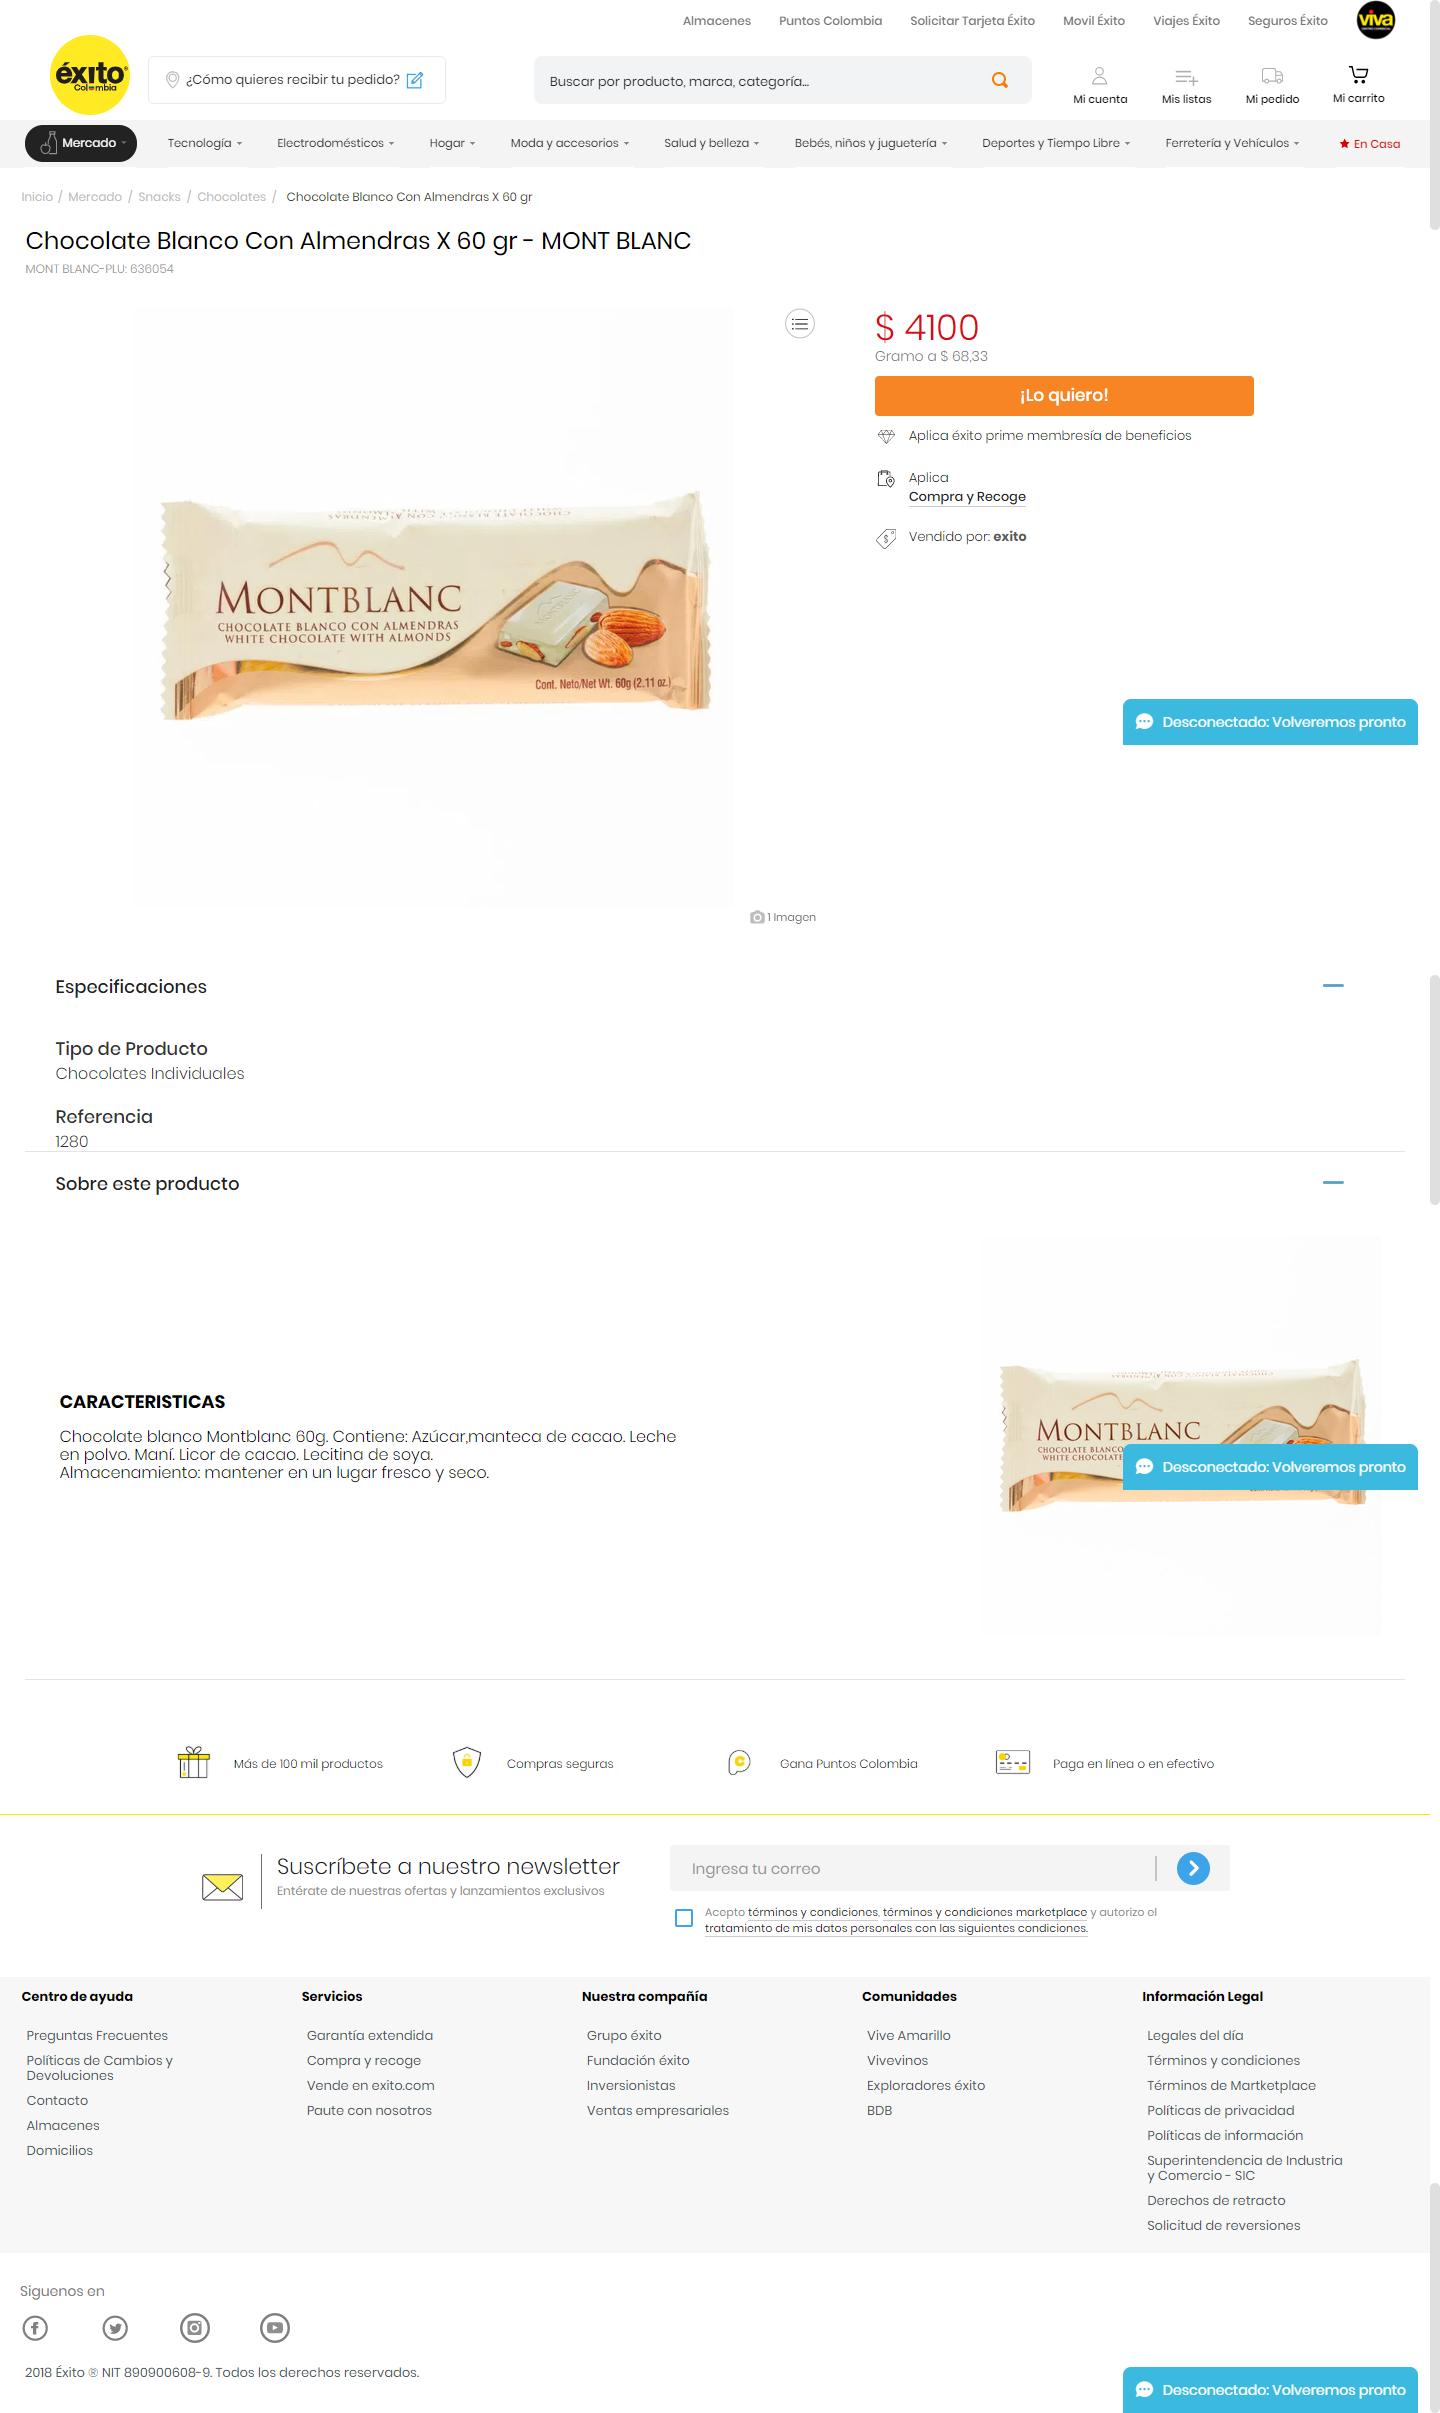 Almacenes Puntos Colombia Solicitar Tarjeta Éxito Movil Éxito Viajes Éxito Seguros Éxito viva
éxito
Colombia
¿Cómo quieres recibir tu pedido?
Buscar por producto, marca, categoría...
Mi cuenta Mis listas Mi pedido Mi carrito
Mercado Tecnología Electrodomésticos Hogar Moda y accesorios Salud y belleza Bebés, niños y juguetería Deportes y Tiempo Libre Ferretería y Vehículos En Casa
Inicio / Mercado / Snacks / Chocolates / Chocolate Blanco Con Almendras X 60 gr
Chocolate Blanco Con Almendras X 60 gr - MONT BLANC
MONT BLANC-PLU: 636054
MONTBLANC
CHOCOLATE BLANCO CON ALMENDRAS
WHITE CHOCOLATE WITH ALMONDS
Cont. Neto/Net Wt. 60g (2.11 oz.)
1 Imagen
$ 4100
Gramo a $ 68,33
¡Lo quiero!
Aplica éxito prime membresía de beneficios
Aplica
Compra y Recoge
Vendido por: exito
Desconectado: Volveremos pronto
Especificaciones
Tipo de Producto
Chocolates Individuales
Referencia
1280
Sobre este producto
CARACTERISTICAS
Chocolate blanco Montblanc 60g. Contiene: Azúcar,manteca de cacao. Leche
en polvo. Maní. Licor de cacao. Lecitina de soya.
Almacenamiento: mantener en un lugar fresco y seco.
MONTBLANC
CHOCOLATE BLANCO
WHITE CHOCOLATE
Desconectado: Volveremos pronto
Más de 100 mil productos Compras seguras Gana Puntos Colombia Paga en línea o en efectivo
Suscríbete a nuestro newsletter
Entérate de nuestras ofertas y lanzamientos exclusivos
Ingresa tu correo
Acepto términos y condiciones, términos y condiciones marketplace y autorizo el
tratamiento de mis datos personales con las siguientes condiciones.
Centro de ayuda
Preguntas Frecuentes
Políticas de Cambios y
Devoluciones
Contacto
Almacenes
Domicilios
Servicios
Garantía extendida
Compra y recoge
Vende en exito.com
Paute con nosotros
Nuestra compañía
Grupo éxito
Fundación éxito
Inversionistas
Ventas empresariales
Comunidades
Vive Amarillo
Vivevinos
Exploradores éxito
BDB
Información Legal
Legales del día
Términos y condiciones
Términos de Martketplace
Políticas de privacidad
Políticas de información
Superintendencia de Industria
y Comercio - SIC
Derechos de retracto
Solicitud de reversiones
Siguenos en
2018 Éxito ® NIT 890900608-9. Todos los derechos reservados.
Desconectado: Volveremos pronto